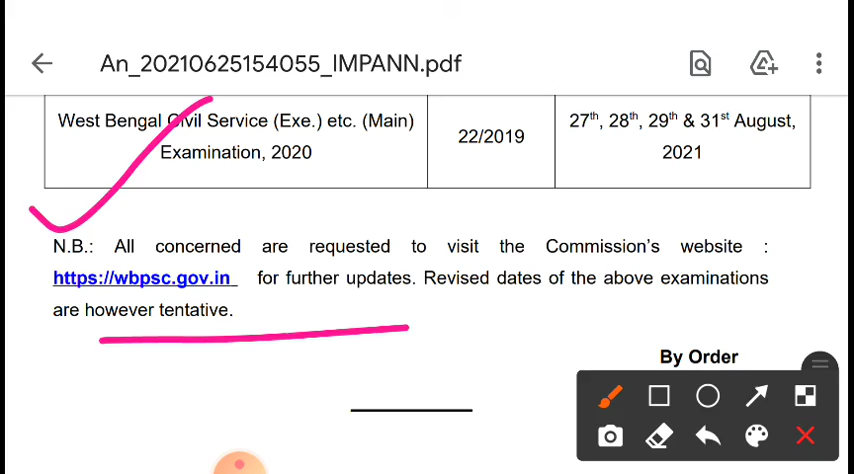 An_20210625154055_IMPANN.pdf
West Bengal Civil Service (Exe.) etc. (Main)
Examination, 2020
22/2019
27th, 28th, 29th & 31st August,
2021
N.B.: All concerned are requested to visit the Commission's website :
https://wbpsc.gov.in for further updates. Revised dates of the above examinations
are however tentative.
By Order